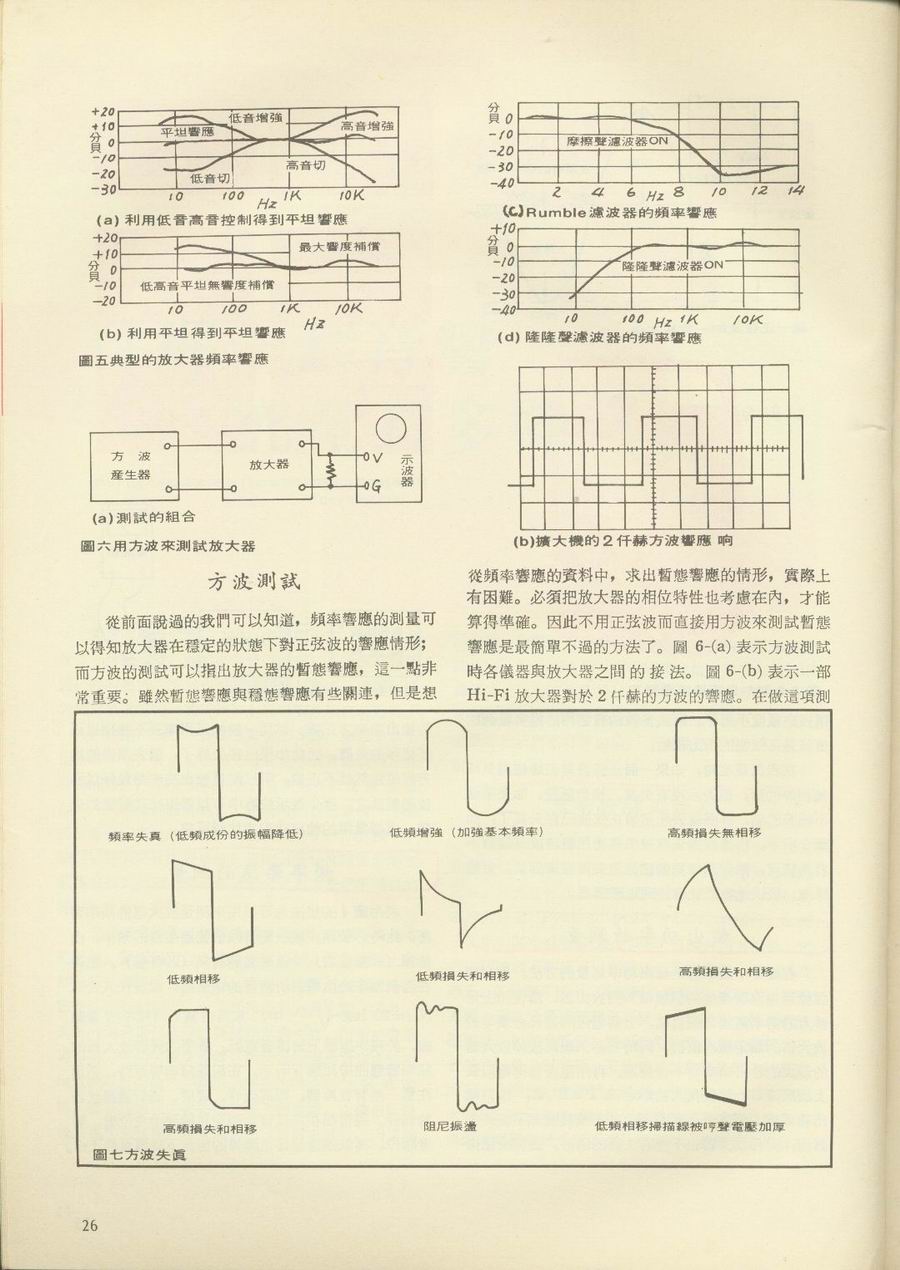 +20
+10
分貝 0
-10
-20
-30
低音增強
平坦響應
高音增強
高音切
低音切
10 100 Hz 1K 10K
(a) 利用低音高音控制得到平坦響應
+20
+10
分貝 0
-10
-20
最大響度補償
低高音平坦無響度補償
10 100 1K 10K
Hz
(b) 利用平坦得到平坦響應
圖五典型的放大器頻率響應
分貝 0
-10
-20
-30
-40
摩擦聲濾波器ON
2 4 6 Hz 8 10 12 14
(C)Rumble濾波器的頻率響應
+10
分貝 0
-10
-20
-30
-40
隆隆聲濾波器ON
10 100 Hz 1K 10K
(d) 隆隆聲濾波器的頻率響應
方波
產生器
放大器
V
G
示波器
(a)測試的組合
圖六用方波來測試放大器
(b)擴大機的2仟赫方波響應 响
方波測試
從前面說過的我們可以知道，頻率響應的測量可
以得知放大器在穩定的狀態下對正弦波的響應情形；
而方波的測試可以指出放大器的暫態響應，這一點非
常重要。雖然暫態響應與穩態響應有些關連，但是想
從頻率響應的資料中，求出暫態響應的情形，實際上
有困難。必須把放大器的相位特性也考慮在內，才能
算得準確。因此不用正弦波而直接用方波來測試暫態
響應是最簡單不過的方法了。圖 6-(a) 表示方波測試
時各儀器與放大器之間的接法。圖 6-(b) 表示一部
Hi-Fi 放大器對於 2 仟赫的方波的響應。在做這項測
頻率失真（低頻成份的振幅降低）
低頻增強（加強基本頻率）
高頻損失無相移
低頻相移
低頻損失和相移
高頻損失和相移
高頻損失和相移
阻尼振盪
低頻相移掃描線被哼聲電壓加厚
圖七方波失真
26